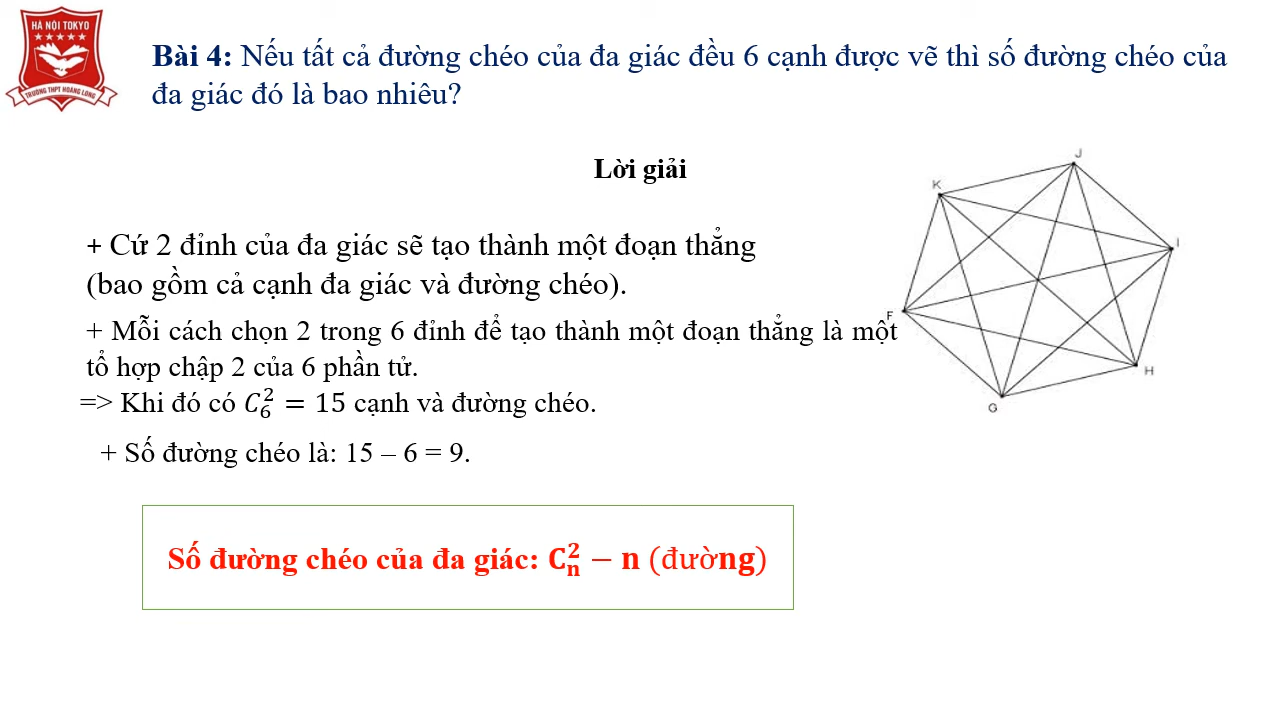 HÀ NỘI TOKYO
TRƯỜNG THPT HOÀNG LONG
Bài 4: Nếu tất cả đường chéo của đa giác đều 6 cạnh được vẽ thì số đường chéo của
đa giác đó là bao nhiêu?
Lời giải
+ Cứ 2 đỉnh của đa giác sẽ tạo thành một đoạn thẳng
(bao gồm cả cạnh đa giác và đường chéo).
+ Mỗi cách chọn 2 trong 6 đỉnh để tạo thành một đoạn thẳng là một
tổ hợp chập 2 của 6 phần tử.
=> Khi đó có $C_6^2 = 15$ cạnh và đường chéo.
+ Số đường chéo là: 15 – 6 = 9.
Số đường chéo của đa giác: $C_n^2 - n$ (đường)
J
K
I
F
H
G